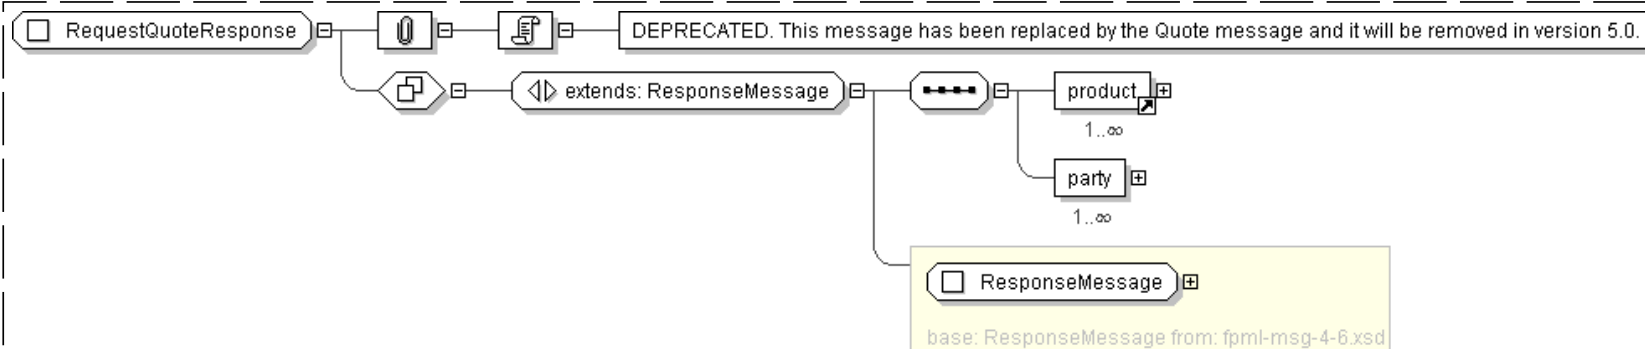 RequestQuoteResponse
DEPRECATED. This message has been replaced by the Quote message and it will be removed in version 5.0.
extends: ResponseMessage
product
1..∞
party
1..∞
ResponseMessage
base: ResponseMessage from: fpml-msg-4-6.xsd